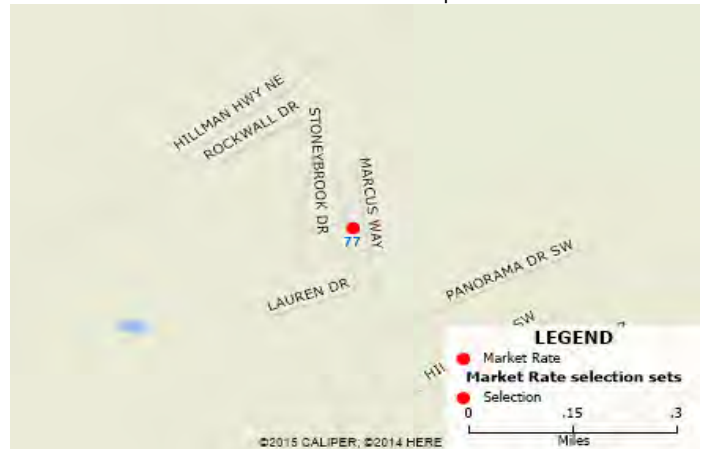 HILLMAN HWY NE
ROCKWALL DR
STONEYBROOK DR
MARCUS WAY
77
LAUREN DR
PANORAMA DR SW
SW
LEGEND
Market Rate
Market Rate selection sets
Selection
0 .15 .3
Miles
©2015 CALIPER; ©2014 HERE